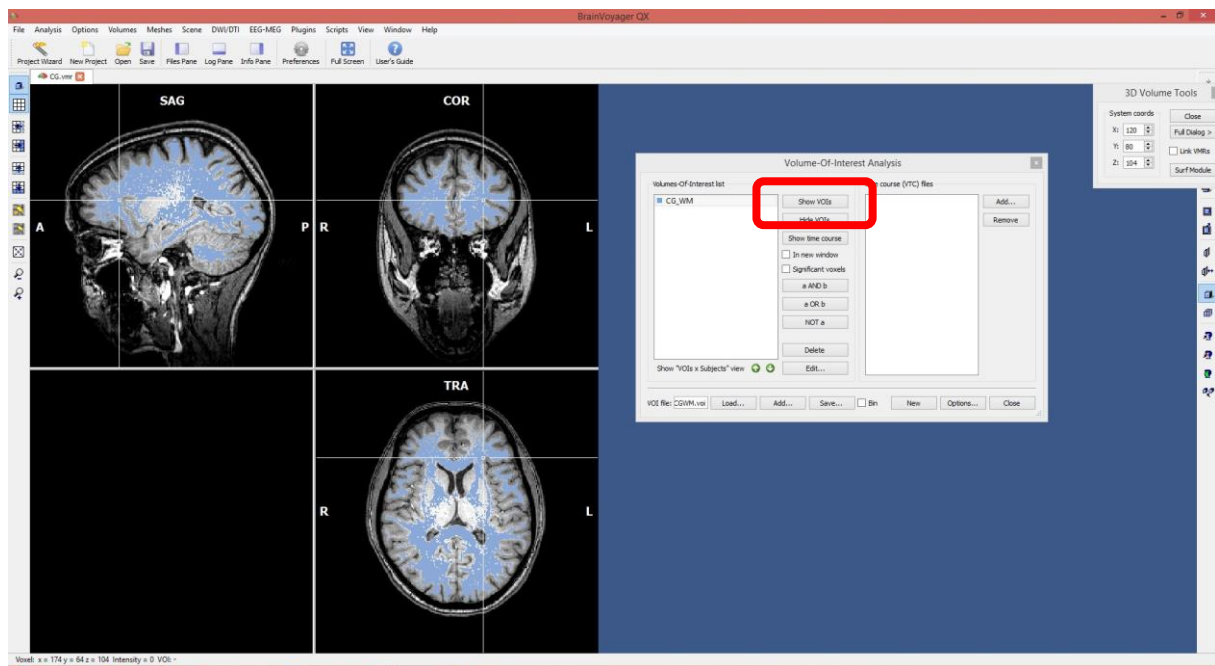 BrainVoyager QX
File Analysis Options Volumes Meshes Scene DWI/DTI EEG-MEG Plugins Scripts View Window Help
Project Wizard New Project Open Save Files Pane Log Pane Info Pane Preferences Full Screen User's Guide
CG.vmr
SAG
COR
A
P
R
L
TRA
R
L
3D Volume Tools
System coords
Close
X: 120
Full Dialog >
Y: 80
Link VMRs
Z: 104
Surf Module
Volume-Of-Interest Analysis
Volumes-Of-Interest list
course (VTC) files
CG_WM
Show VOIs
Add...
Hide VOIs
Remove
Show time course
In new window
Significant voxels
a AND b
a OR b
NOT a
Delete
Show "VOIs x Subjects" view
Edit...
VOI file: CGWM.voi Load... Add... Save... Bin New Options... Close
Voxel: x = 174 y = 64 z = 104 Intensity = 0 VOI: -